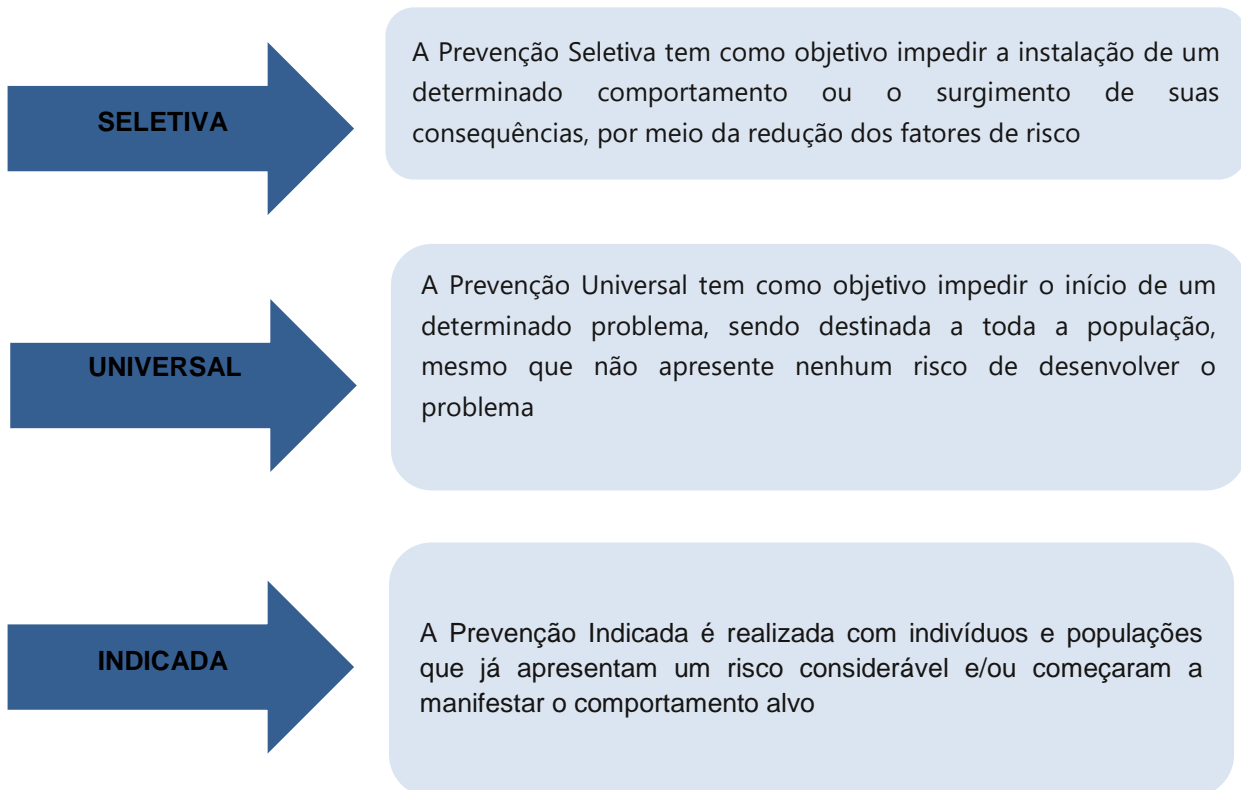 SELETIVA
A Prevenção Seletiva tem como objetivo impedir a instalação de um
determinado comportamento ou o surgimento de suas
consequências, por meio da redução dos fatores de risco
UNIVERSAL
A Prevenção Universal tem como objetivo impedir o início de um
determinado problema, sendo destinada a toda a população,
mesmo que não apresente nenhum risco de desenvolver o
problema
INDICADA
A Prevenção Indicada é realizada com indivíduos e populações
que já apresentam um risco considerável e/ou começaram a
manifestar o comportamento alvo